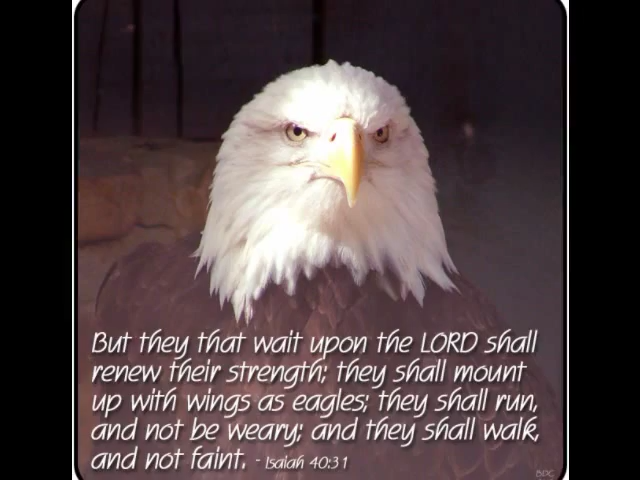 But they that wait upon the LORD shall
renew their strength; they shall mount
up with wings as eagles; they shall run,
and not be weary; and they shall walk,
and not faint. - Isaiah 40:31
BDC